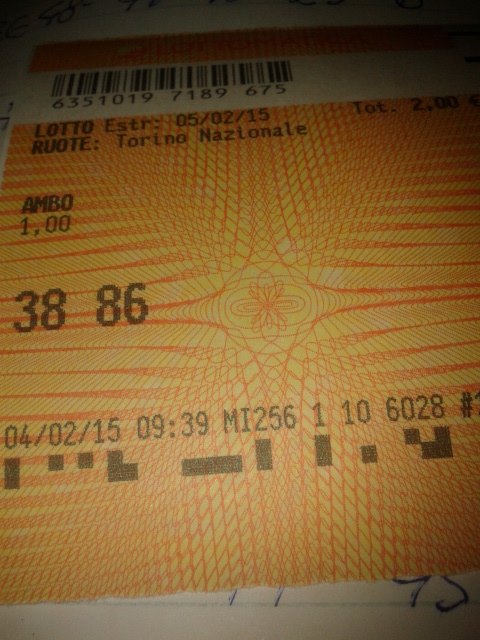 6351019 7189 675
LOTTO Estr: 05/02/15 Tot. 2,00 €
RUOTE: Torino Nazionale
AMBO
1,00
38 86
04/02/15 09:39 MI256 1 10 6028 #
75